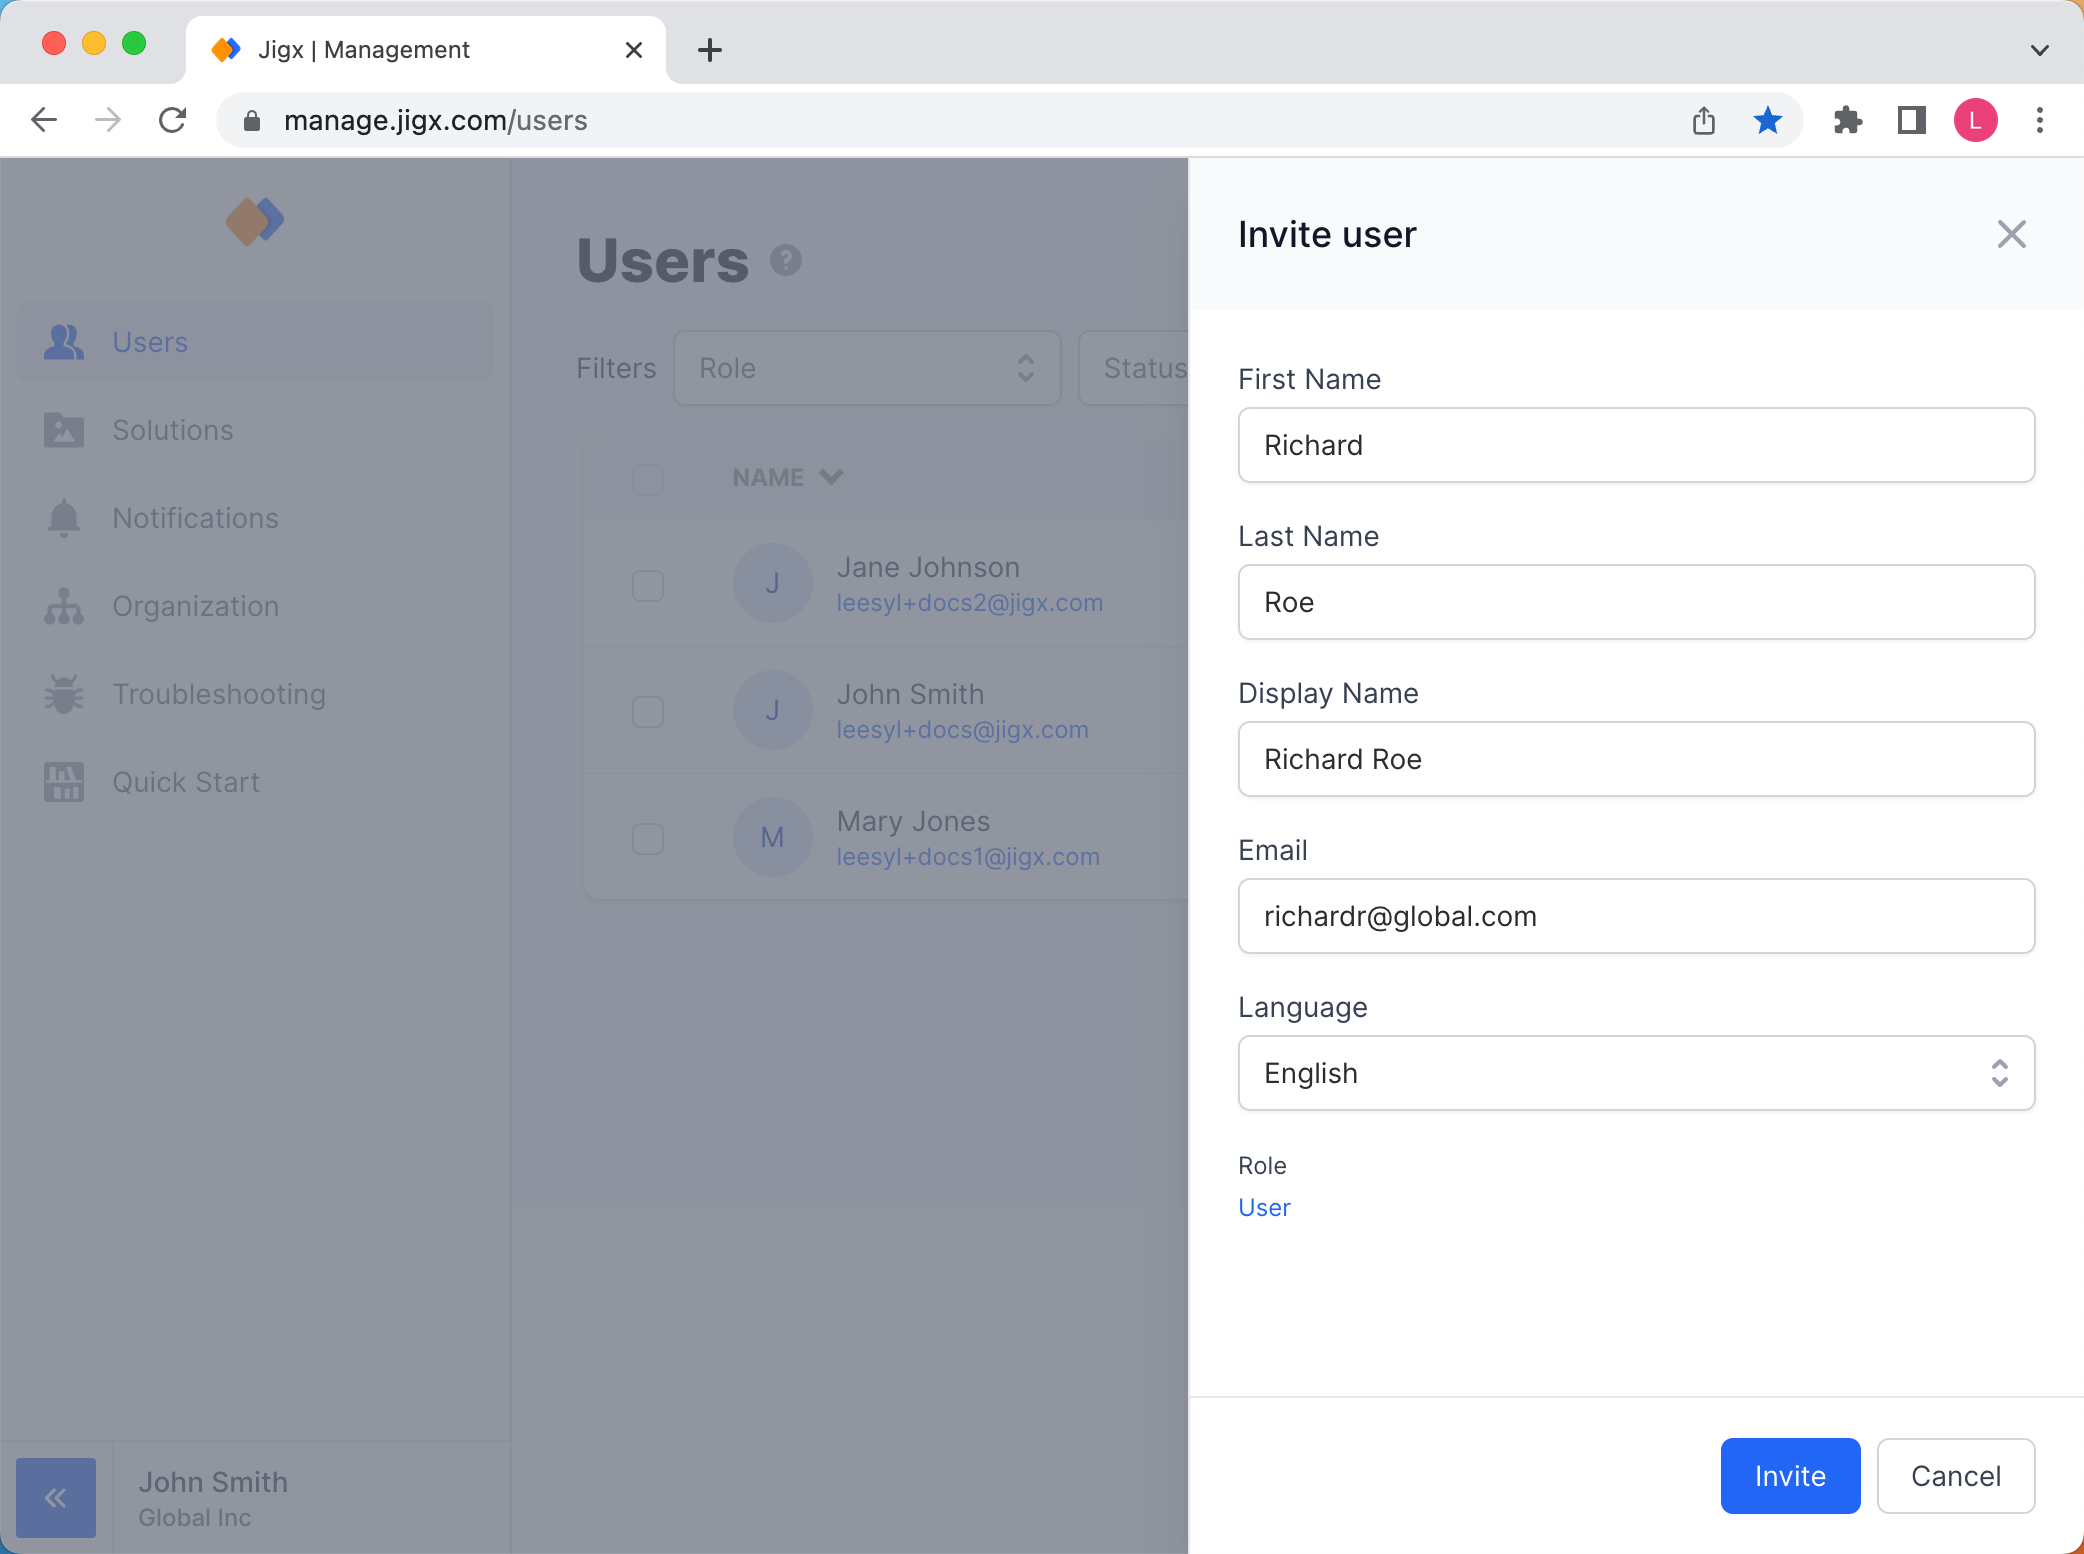 Jigx | Management
manage.jigx.com/users
L
Users
Solutions
Notifications
Organization
Troubleshooting
Quick Start
John Smith
Global Inc
Users ?
Filters Role Status
NAME
J
Jane Johnson
leesyl+docs2@jigx.com
J
John Smith
leesyl+docs@jigx.com
M
Mary Jones
leesyl+docs1@jigx.com
Invite user
First Name
Richard
Last Name
Roe
Display Name
Richard Roe
Email
richardr@global.com
Language
English
Role
User
Invite Cancel